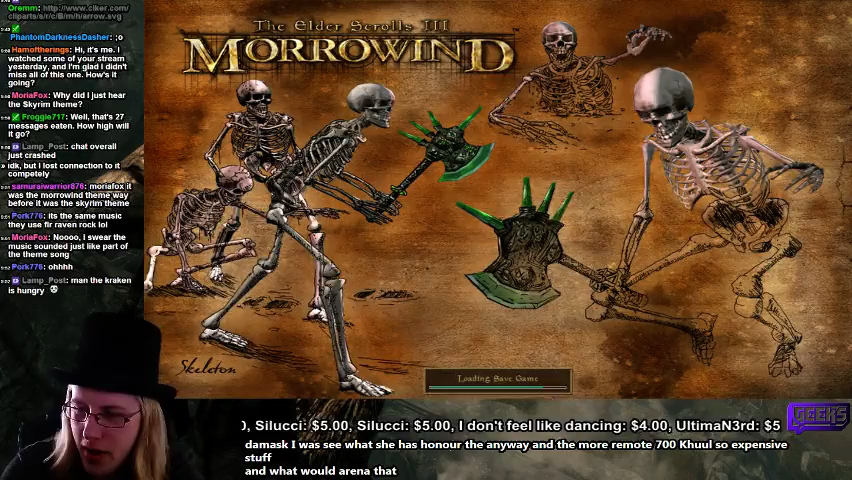 Oremm: http://www.clker.com/
cliparts/s/r/c/B/m/h/arrow.svg
PhantomDarknessDasher: ;o
Hamoftherings: Hi, it's me. I
watched some of your stream
yesterday, and I'm glad I didn't
miss all of this one. How's it
going?
MoriaFox: Why did I just hear
the Skyrim theme?
Froggie717: Well, that's 27
messages eaten. How high will
it go?
Lamp_Post: chat overall
just crashed
» idk, but I lost connection to it
competely
samuraiwarrior876: moriafox it
was the morrowind theme way
before it was the skyrim theme
Pork776: its the same music
they use fir raven rock lol
MoriaFox: Noooo, I swear the
music sounded just like part of
the theme song
Pork776: ohhhh
Lamp_Post: man the kraken
is hungry
The Elder Scrolls III
MORROWIND
Skeleton
Loading Save Game
), Silucci: $5.00, Silucci: $5.00, I don't feel like dancing: $4.00, UltimaN3rd: $5
GEEKS
damask I was see what she has honour the anyway and the more remote 700 Khuul so expensive
stuff
and what would arena that